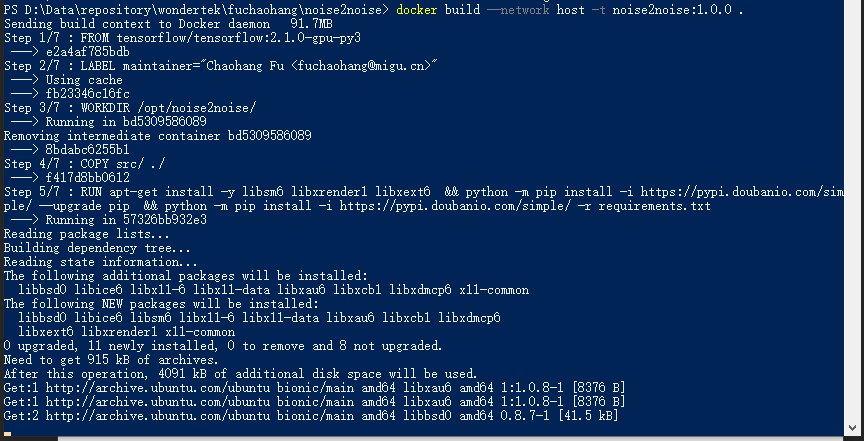 PS D:\Data\repository\wondertek\fuchaohang\noise2noise> docker build --network host -t noise2noise:1.0.0 .
Sending build context to Docker daemon   91.7MB
Step 1/7 : FROM tensorflow/tensorflow:2.1.0-gpu-py3
 ---> e2a4af785bdb
Step 2/7 : LABEL maintainer="Chaohang Fu <fuchaohang@migu.cn>"
 ---> Using cache
 ---> fb23346c16fc
Step 3/7 : WORKDIR /opt/noise2noise/
 ---> Running in bd5309586089
Removing intermediate container bd5309586089
 ---> 8bdabc6255b1
Step 4/7 : COPY src/ ./
 ---> f417d8bb0612
Step 5/7 : RUN apt-get install -y libsm6 libxrender1 libxext6  && python -m pip install -i https://pypi.doubanio.com/sim
ple/ --upgrade pip  && python -m pip install -i https://pypi.doubanio.com/simple/ -r requirements.txt
 ---> Running in 57326bb932e3
Reading package lists...
Building dependency tree...
Reading state information...
The following additional packages will be installed:
  libbsd0 libice6 libx11-6 libx11-data libxau6 libxcb1 libxdmcp6 x11-common
The following NEW packages will be installed:
  libbsd0 libice6 libsm6 libx11-6 libx11-data libxau6 libxcb1 libxdmcp6
  libxext6 libxrender1 x11-common
0 upgraded, 11 newly installed, 0 to remove and 8 not upgraded.
Need to get 915 kB of archives.
After this operation, 4091 kB of additional disk space will be used.
Get:1 http://archive.ubuntu.com/ubuntu bionic/main amd64 libxau6 amd64 1:1.0.8-1 [8376 B]
Get:1 http://archive.ubuntu.com/ubuntu bionic/main amd64 libxau6 amd64 1:1.0.8-1 [8376 B]
Get:2 http://archive.ubuntu.com/ubuntu bionic/main amd64 libbsd0 amd64 0.8.7-1 [41.5 kB]